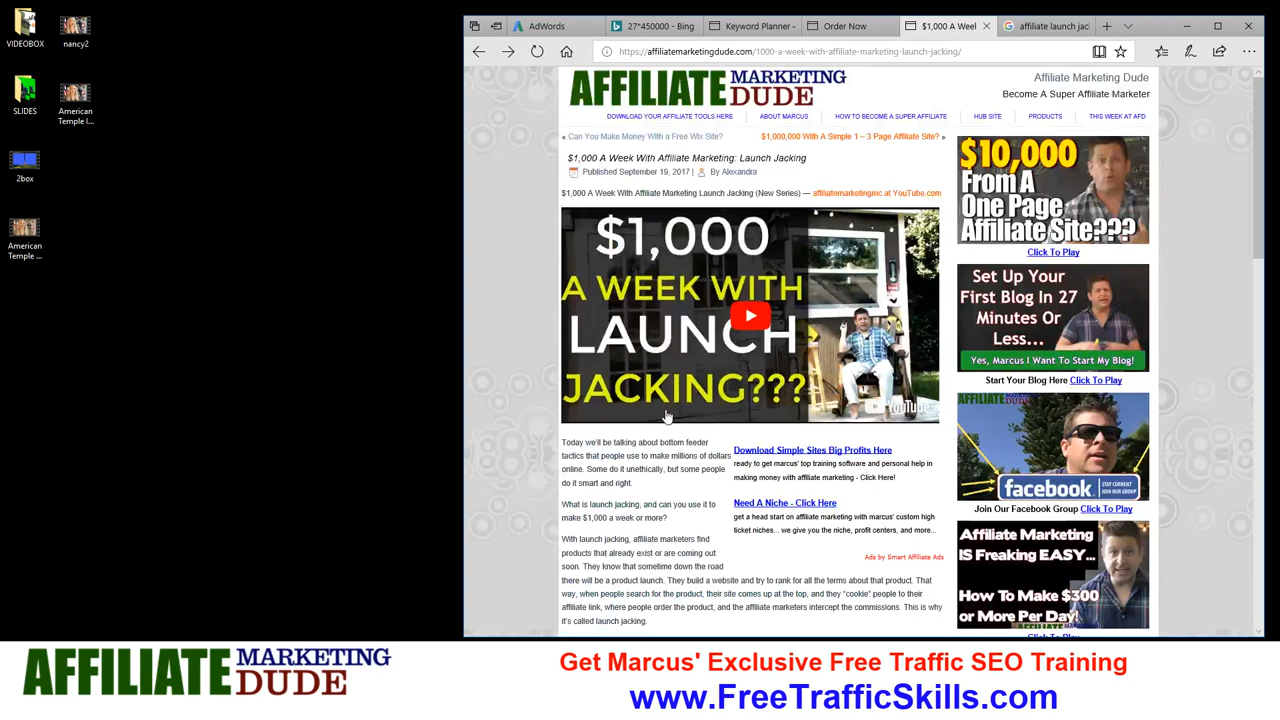 VIDEOBOX
nancy2
SLIDES
American
Temple I...
2box
American
Temple ...
AdWords
27*450000 - Bing
Keyword Planner -
Order Now
$1,000 A Weel
affiliate launch jac
https://affiliatemarketingdude.com/1000-a-week-with-affiliate-marketing-launch-jacking/
AFFILIATE MARKETING DUDE
Affiliate Marketing Dude
Become A Super Affiliate Marketer
DOWNLOAD YOUR AFFILIATE TOOLS HERE
ABOUT MARCUS
HOW TO BECOME A SUPER AFFILIATE
HUB SITE
PRODUCTS
THIS WEEK AT AFD
« Can You Make Money With a Free Wix Site?
$1,000,000 With A Simple 1 – 3 Page Affiliate Site? »
$1,000 A Week With Affiliate Marketing: Launch Jacking
Published September 19, 2017 | By Alexandra
$1,000 A Week With Affiliate Marketing Launch Jacking (New Series) — affiliatemarketingmc at YouTube.com
$1,000
A WEEK WITH
LAUNCH
JACKING???
YouTube
Today we'll be talking about bottom feeder
tactics that people use to make millions of dollars
online. Some do it unethically, but some people
do it smart and right.
What is launch jacking, and can you use it to
make $1,000 a week or more?
With launch jacking, affiliate marketers find
products that already exist or are coming out
soon. They know that sometime down the road
there will be a product launch. They build a website and try to rank for all the terms about that product. That
way, when people search for the product, their site comes up at the top, and they "cookie" people to their
affiliate link, where people order the product, and the affiliate marketers intercept the commissions. This is why
it's called launch jacking.
Download Simple Sites Big Profits Here
ready to get marcus' top training software and personal help in
making money with affiliate marketing - Click Here!
Need A Niche - Click Here
get a head start on affiliate marketing with marcus' custom high
ticket niches... we give you the niche, profit centers, and more...
Ads by Smart Affiliate Ads
$10,000
From A
One Page
Affiliate Site???
Click To Play
Set Up Your
First Blog In 27
Minutes Or
Less...
Yes, Marcus I Want To Start My Blog!
Start Your Blog Here Click To Play
AFFILIATE MARKETING DUDE
facebook
STAY CURRENT
JOIN OUR GROUP
Join Our Facebook Group Click To Play
Affiliate Marketing
IS Freaking EASY...
How To Make $300
or More Per Day!
Click To Play
AFFILIATE MARKETING DUDE
Get Marcus' Exclusive Free Traffic SEO Training
www.FreeTrafficSkills.com